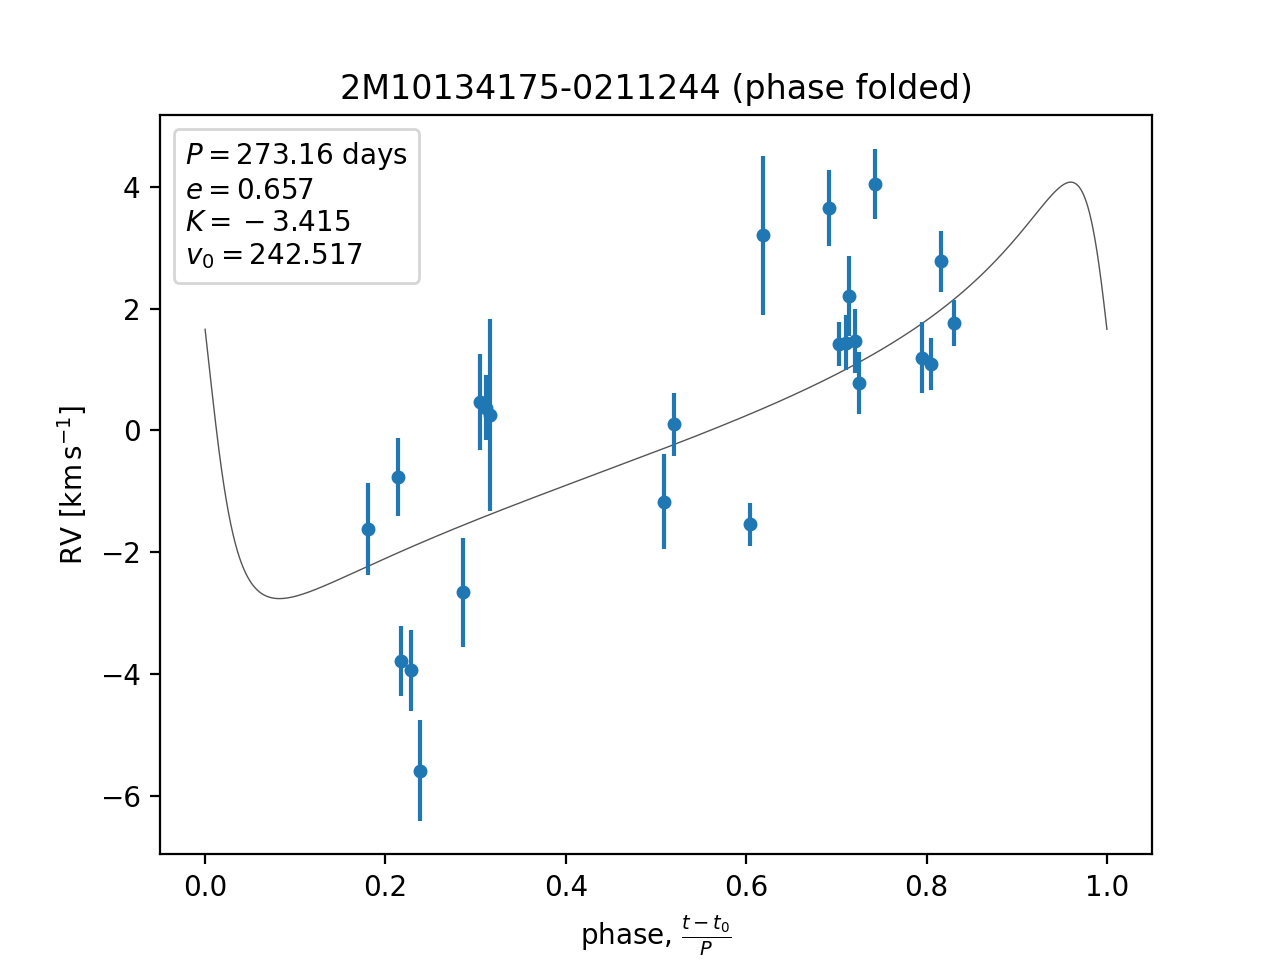 2M10134175-0211244 (phase folded)
P = 273.16 days
e = 0.657
K = −3.415
v₀ = 242.517
4
2
0
−2
−4
−6
RV [km s⁻¹]
0.0 0.2 0.4 0.6 0.8 1.0
phase, (t − t₀)/P